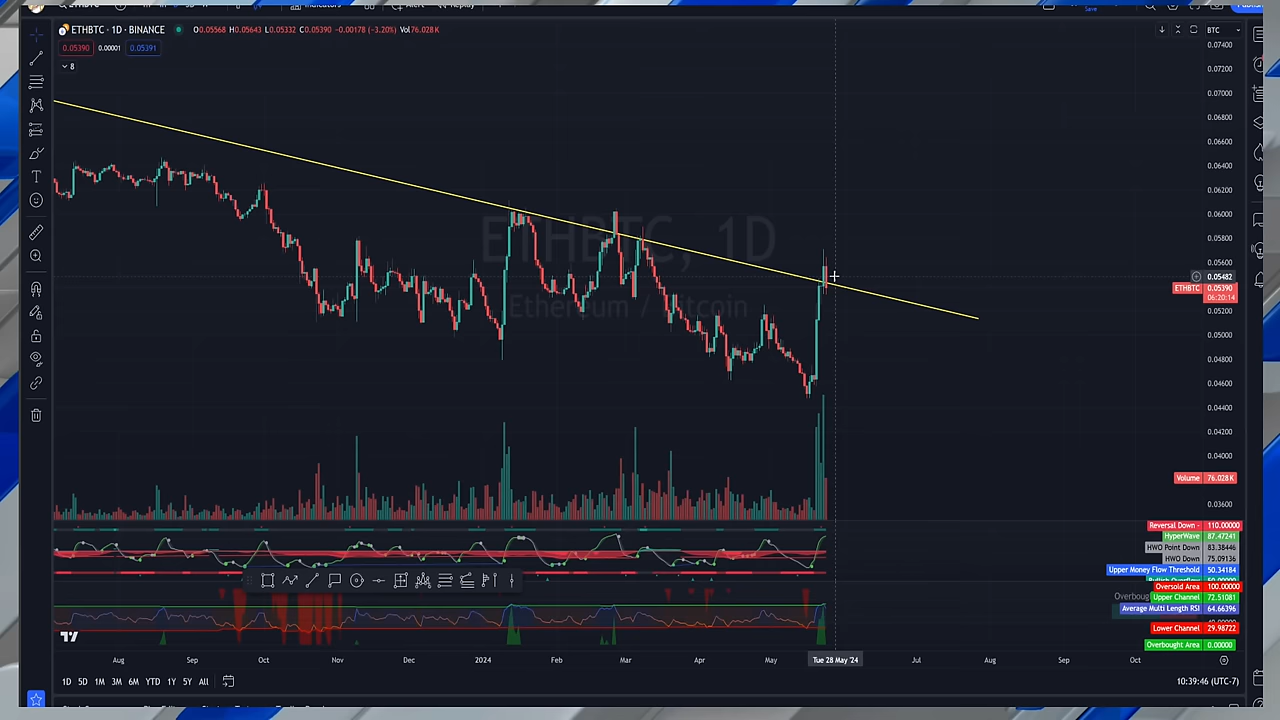 ETHBTC · 1D · BINANCE O0.05568 H0.05643 L0.05332 C0.05390 -0.00178 (-3.20%) Vol76.028K
0.05390 0.00001 0.05391
8
BTC
ETHBTC, 1D
Ethereum / Bitcoin
0.07400
0.07200
0.07000
0.06800
0.06600
0.06400
0.06200
0.06000
0.05800
0.05600
0.05482
ETHBTC 0.05390
06:20:14
0.05200
0.05000
0.04800
0.04600
0.04400
0.04200
0.04000
Volume 76.028K
0.03600
Reversal Down - 110.00000
HyperWave 87.47241
HWO Point Down 83.38446
HWO Down 75.09136
Upper Money Flow Threshold 50.34184
Oversold Area 100.00000
Upper Channel 72.51081
Average Multi Length RSI 64.66396
Lower Channel 29.98722
Overbought Area 0.00000
Aug Sep Oct Nov Dec 2024 Feb Mar Apr May Tue 28 May '24 Jul Aug Sep Oct
1D 5D 1M 3M 6M YTD 1Y 5Y All
10:39:46 (UTC-7)